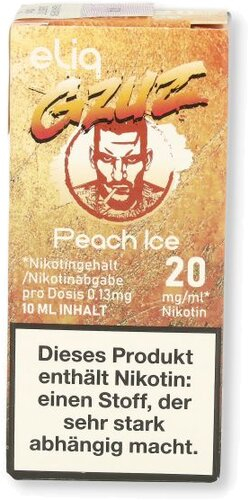 eLiq
GZUZ
Peach Ice
*Nikotingehalt
/Nikotinabgabe
pro Dosis 0.13mg
10 ML INHALT
20
mg/ml*
Nikotin
Dieses Produkt
enthält Nikotin:
einen Stoff, der
sehr stark
abhängig macht.